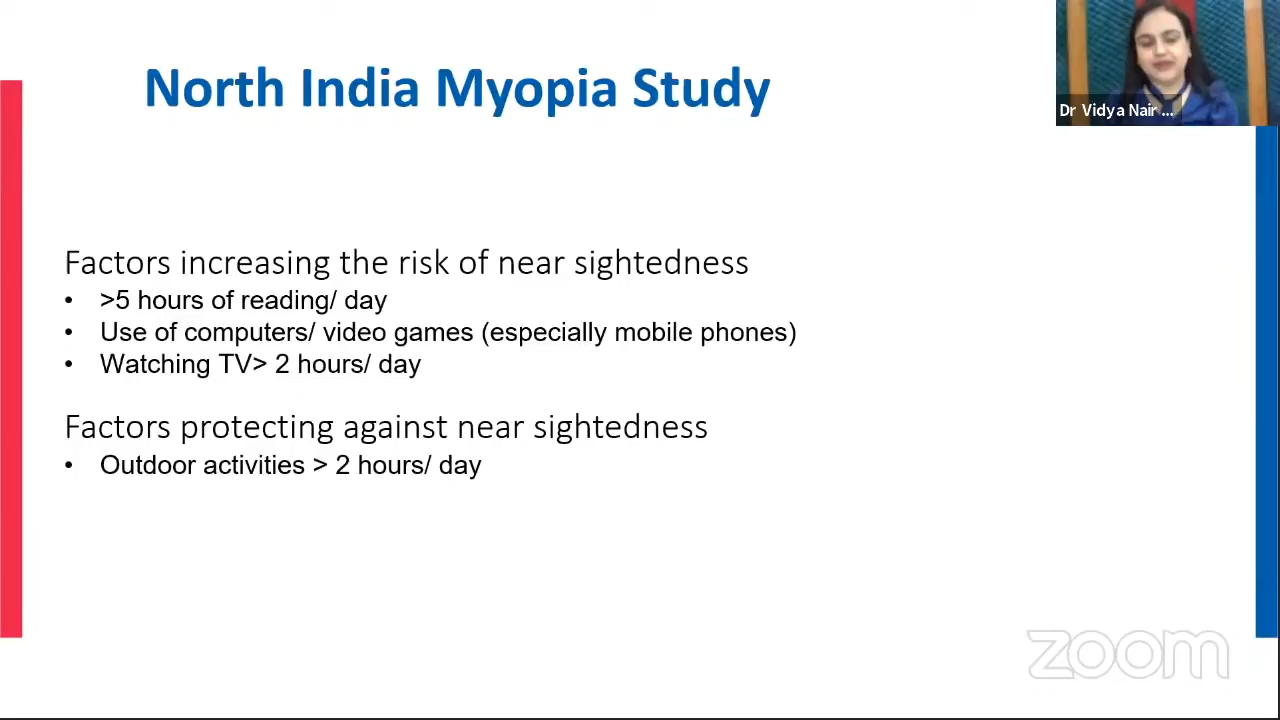 North India Myopia Study
Dr Vidya Nair ...
Factors increasing the risk of near sightedness
• >5 hours of reading/ day
• Use of computers/ video games (especially mobile phones)
• Watching TV> 2 hours/ day
Factors protecting against near sightedness
• Outdoor activities > 2 hours/ day
zoom